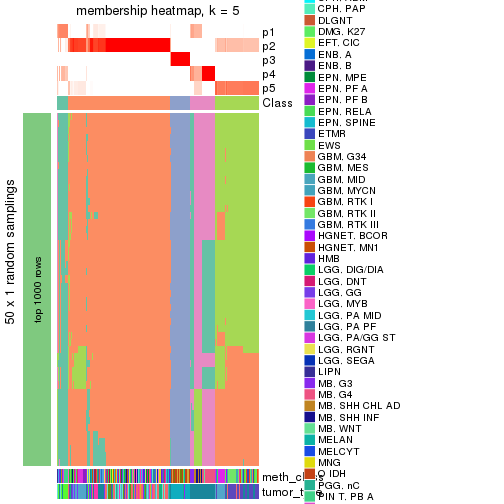 membership heatmap, k = 5
p1
p2
p3
p4
p5
Class
50 x 1 random samplings
top 1000 rows
meth_cl
tumor_t
CPH. PAP
DLGNT
DMG. K27
EFT. CIC
ENB. A
ENB. B
EPN. MPE
EPN. PF A
EPN. PF B
EPN. RELA
EPN. SPINE
ETMR
EWS
GBM. G34
GBM. MES
GBM. MID
GBM. MYCN
GBM. RTK I
GBM. RTK II
GBM. RTK III
HGNET. BCOR
HGNET. MN1
HMB
LGG. DIG/DIA
LGG. DNT
LGG. GG
LGG. MYB
LGG. PA MID
LGG. PA PF
LGG. PA/GG ST
LGG. RGNT
LGG. SEGA
LIPN
MB. G3
MB. G4
MB. SHH CHL AD
MB. SHH INF
MB. WNT
MELAN
MELCYT
MNG
O IDH
PGG. nC
PIN T. PB A